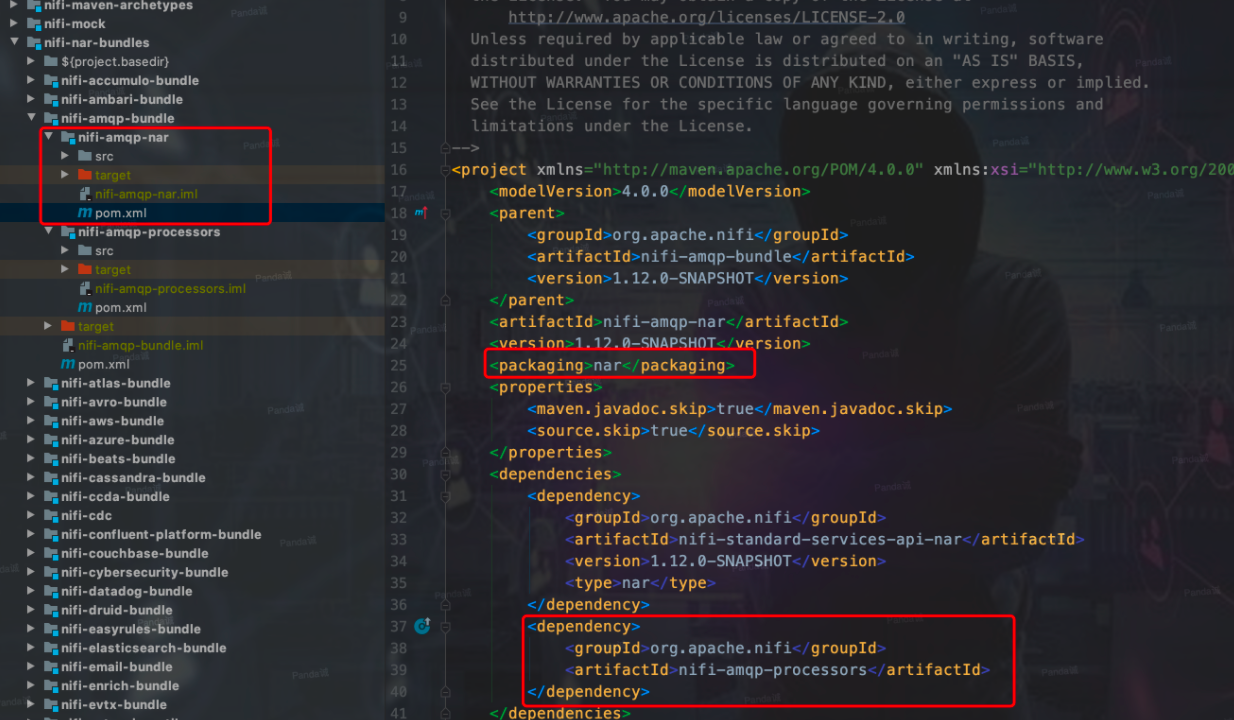 nifi-maven-archetypes
nifi-mock
nifi-nar-bundles
${project.basedir}
nifi-accumulo-bundle
nifi-ambari-bundle
nifi-amqp-bundle
nifi-amqp-nar
src
target
nifi-amqp-nar.iml
pom.xml
nifi-amqp-processors
src
target
nifi-amqp-processors.iml
pom.xml
target
nifi-amqp-bundle.iml
pom.xml
nifi-atlas-bundle
nifi-avro-bundle
nifi-aws-bundle
nifi-azure-bundle
nifi-beats-bundle
nifi-cassandra-bundle
nifi-ccda-bundle
nifi-cdc
nifi-confluent-platform-bundle
nifi-couchbase-bundle
nifi-cybersecurity-bundle
nifi-datadog-bundle
nifi-druid-bundle
nifi-easyrules-bundle
nifi-elasticsearch-bundle
nifi-email-bundle
nifi-enrich-bundle
nifi-evtx-bundle
9 http://www.apache.org/licenses/LICENSE-2.0
10 Unless required by applicable law or agreed to in writing, software
11 distributed under the License is distributed on an "AS IS" BASIS,
12 WITHOUT WARRANTIES OR CONDITIONS OF ANY KIND, either express or implied.
13 See the License for the specific language governing permissions and
14 limitations under the License.
15 -->
16 <project xmlns="http://maven.apache.org/POM/4.0.0" xmlns:xsi="http://www.w3.org/200
17 <modelVersion>4.0.0</modelVersion>
18 <parent>
19 <groupId>org.apache.nifi</groupId>
20 <artifactId>nifi-amqp-bundle</artifactId>
21 <version>1.12.0-SNAPSHOT</version>
22 </parent>
23 <artifactId>nifi-amqp-nar</artifactId>
24 <version>1.12.0-SNAPSHOT</version>
25 <packaging>nar</packaging>
26 <properties>
27 <maven.javadoc.skip>true</maven.javadoc.skip>
28 <source.skip>true</source.skip>
29 </properties>
30 <dependencies>
31 <dependency>
32 <groupId>org.apache.nifi</groupId>
33 <artifactId>nifi-standard-services-api-nar</artifactId>
34 <version>1.12.0-SNAPSHOT</version>
35 <type>nar</type>
36 </dependency>
37 <dependency>
38 <groupId>org.apache.nifi</groupId>
39 <artifactId>nifi-amqp-processors</artifactId>
40 </dependency>
41 </dependencies>